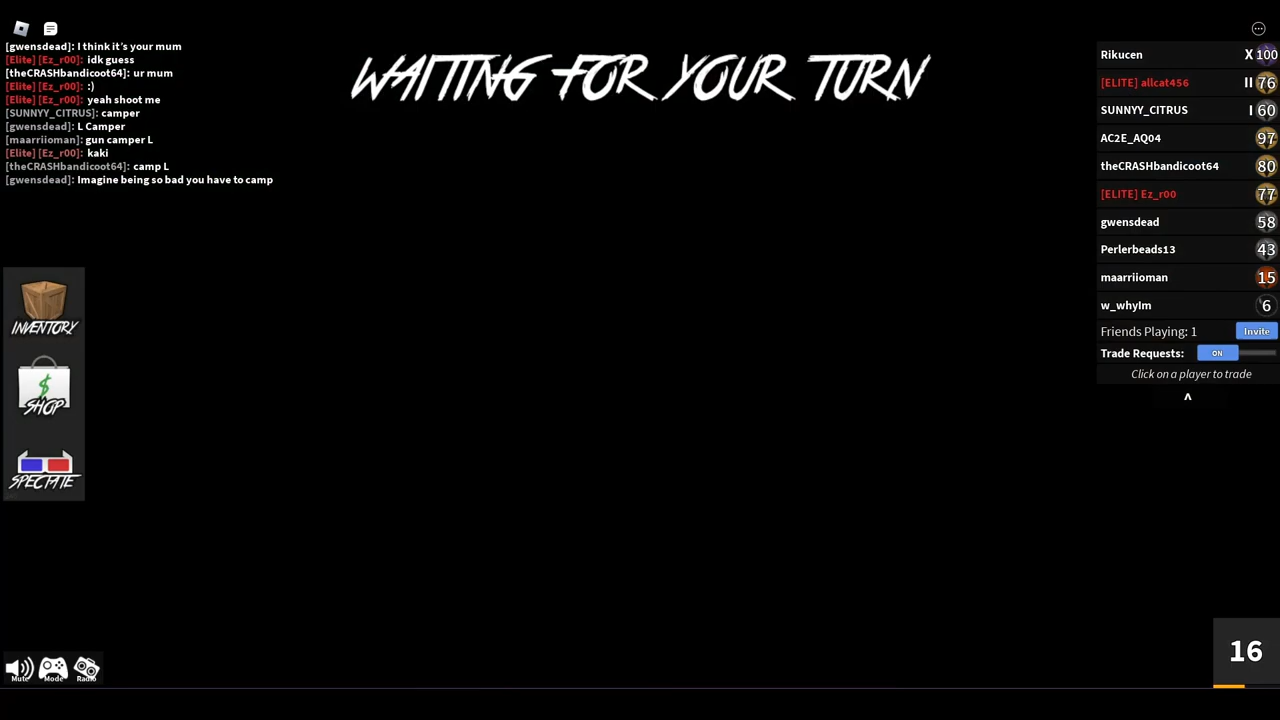 [gwensdead]: I think it's your mum
[Elite] [Ez_r00]: idk guess
[theCRASHbandicoot64]: ur mum
[Elite] [Ez_r00]: :)
[Elite] [Ez_r00]: yeah shoot me
[SUNNYY_CITRUS]: camper
[gwensdead]: L Camper
[maarriioman]: gun camper L
[Elite] [Ez_r00]: kaki
[theCRASHbandicoot64]: camp L
[gwensdead]: Imagine being so bad you have to camp
WAITING FOR YOUR TURN
Rikucen X 100
[ELITE] allcat456 II 76
SUNNYY_CITRUS I 60
AC2E_AQ04 97
theCRASHbandicoot64 80
[ELITE] Ez_r00 77
gwensdead 58
Perlerbeads13 43
maarriioman 15
w_whyIm 6
Friends Playing: 1 Invite
Trade Requests: ON
Click on a player to trade
^
INVENTORY
$
SHOP
SPECTATE
Mute Mode Radio
16